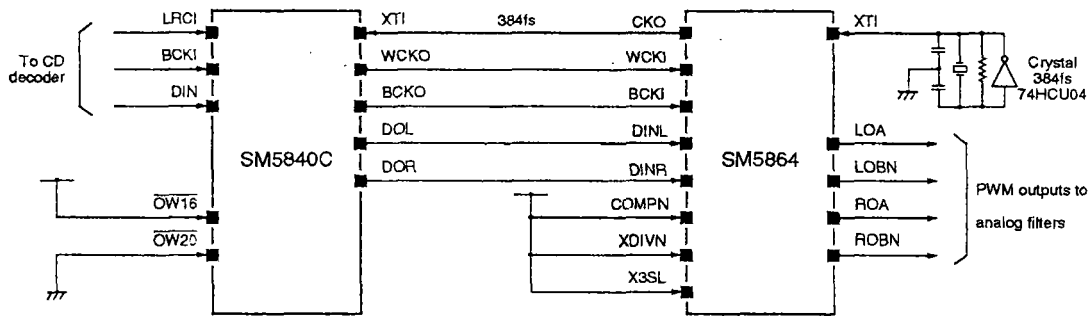 LRCI
XTI
384fs
CKO
XTI
To CD
decoder
BCKI
WCKO
WCKI
Crystal
384fs
74HCU04
DIN
BCKO
BCKI
DOL
DINL
LOA
SM5840C
SM5864
DOR
DINR
LOBN
PWM outputs to
analog filters
OW16
COMPN
ROA
OW20
XDIVN
ROBN
X3SL